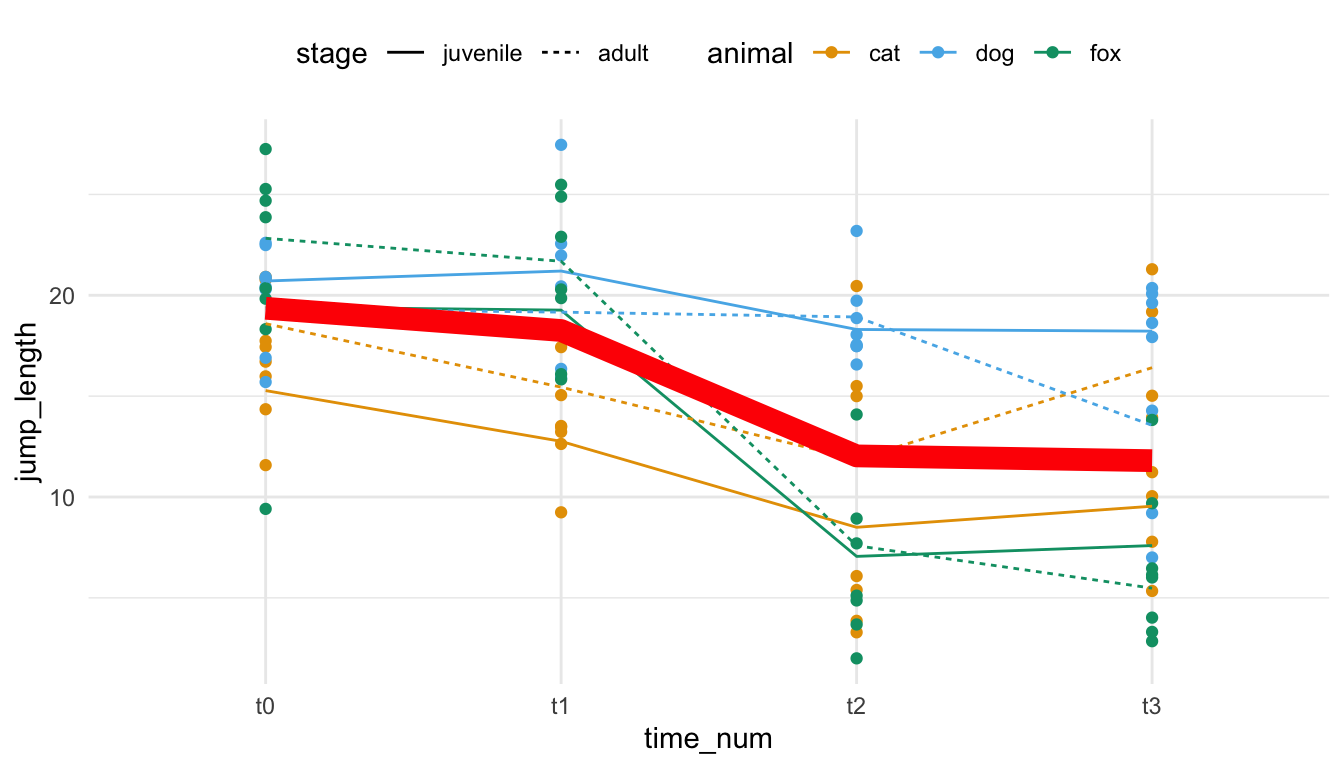 stage juvenile adult animal cat dog fox
jump_length
20
10
t0 t1 t2 t3
time_num